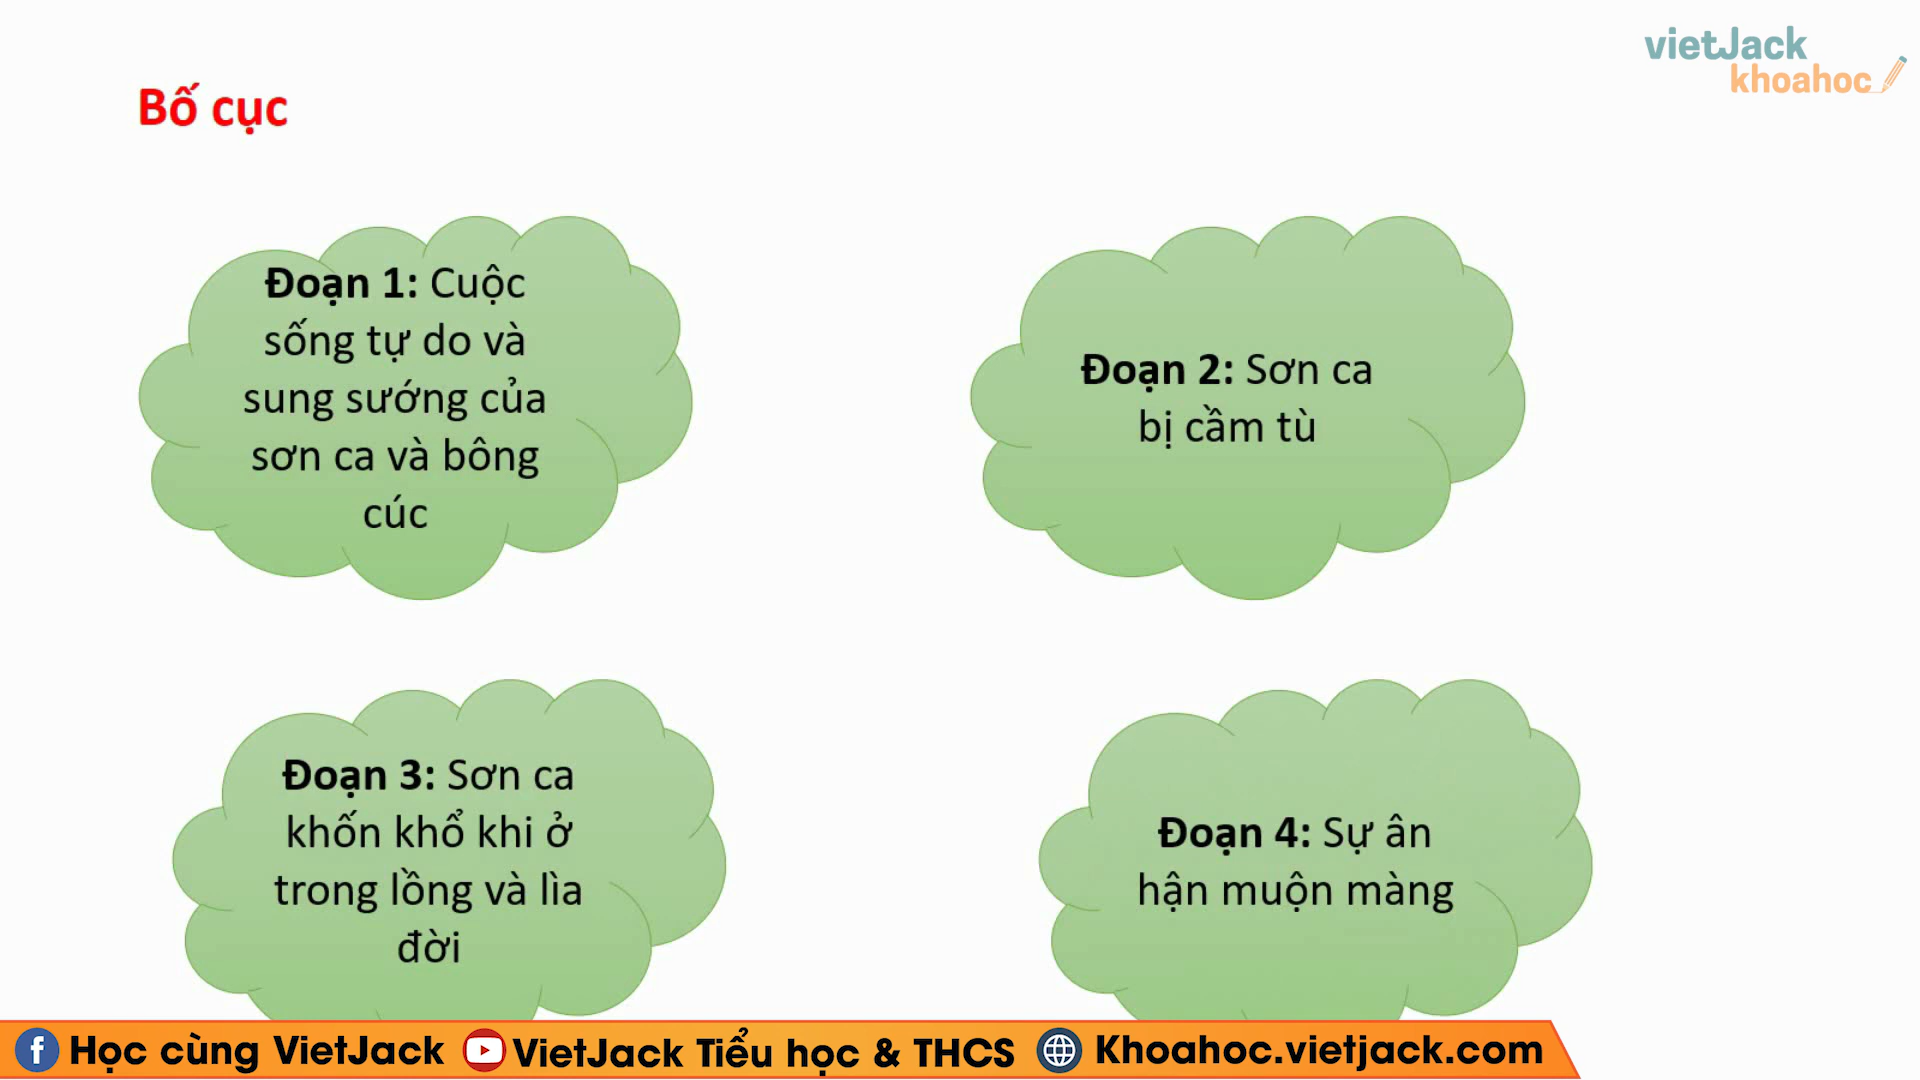 vietJack
khoahoc
Bố cục
Đoạn 1: Cuộc
sống tự do và
sung sướng của
sơn ca và bông
cúc
Đoạn 2: Sơn ca
bị cầm tù
Đoạn 3: Sơn ca
khốn khổ khi ở
trong lồng và lìa
đời
Đoạn 4: Sự ân
hận muộn màng
Học cùng VietJack VietJack Tiểu học & THCS Khoahoc.vietjack.com